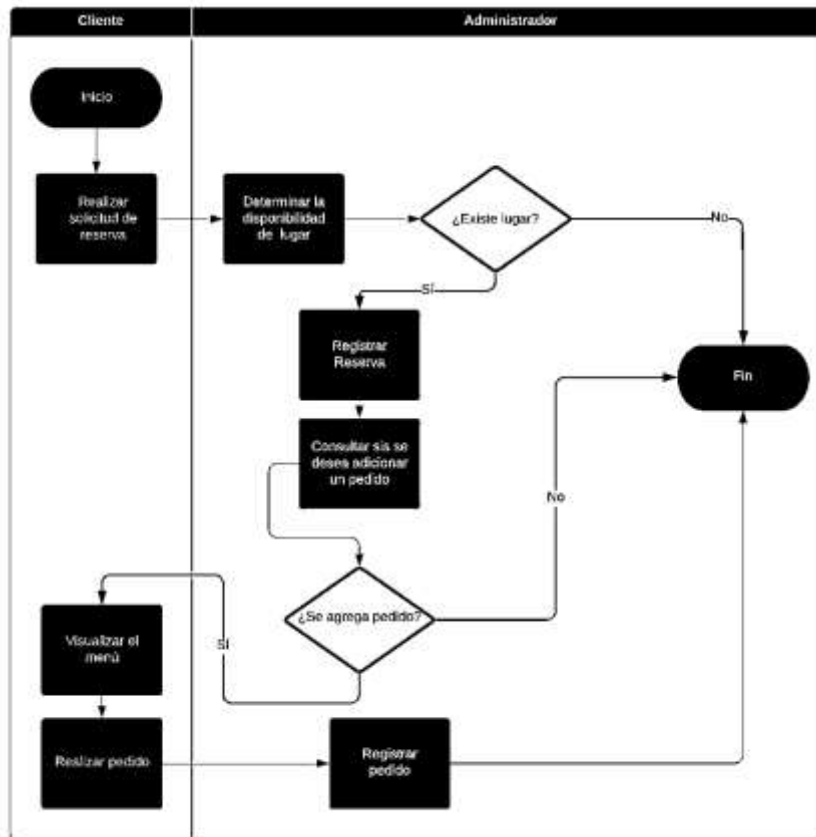 Cliente
Administrador
Inicio
Realizar
solicitud de
reserva
Determinar la
disponibilidad
de lugar
¿Existe lugar?
No
Sí
Registrar
Reserva
Fin
Consultar sis se
desea adicionar
un pedido
No
¿Se agrega pedido?
Sí
Visualizar el
menú
Realizar pedido
Registrar
pedido